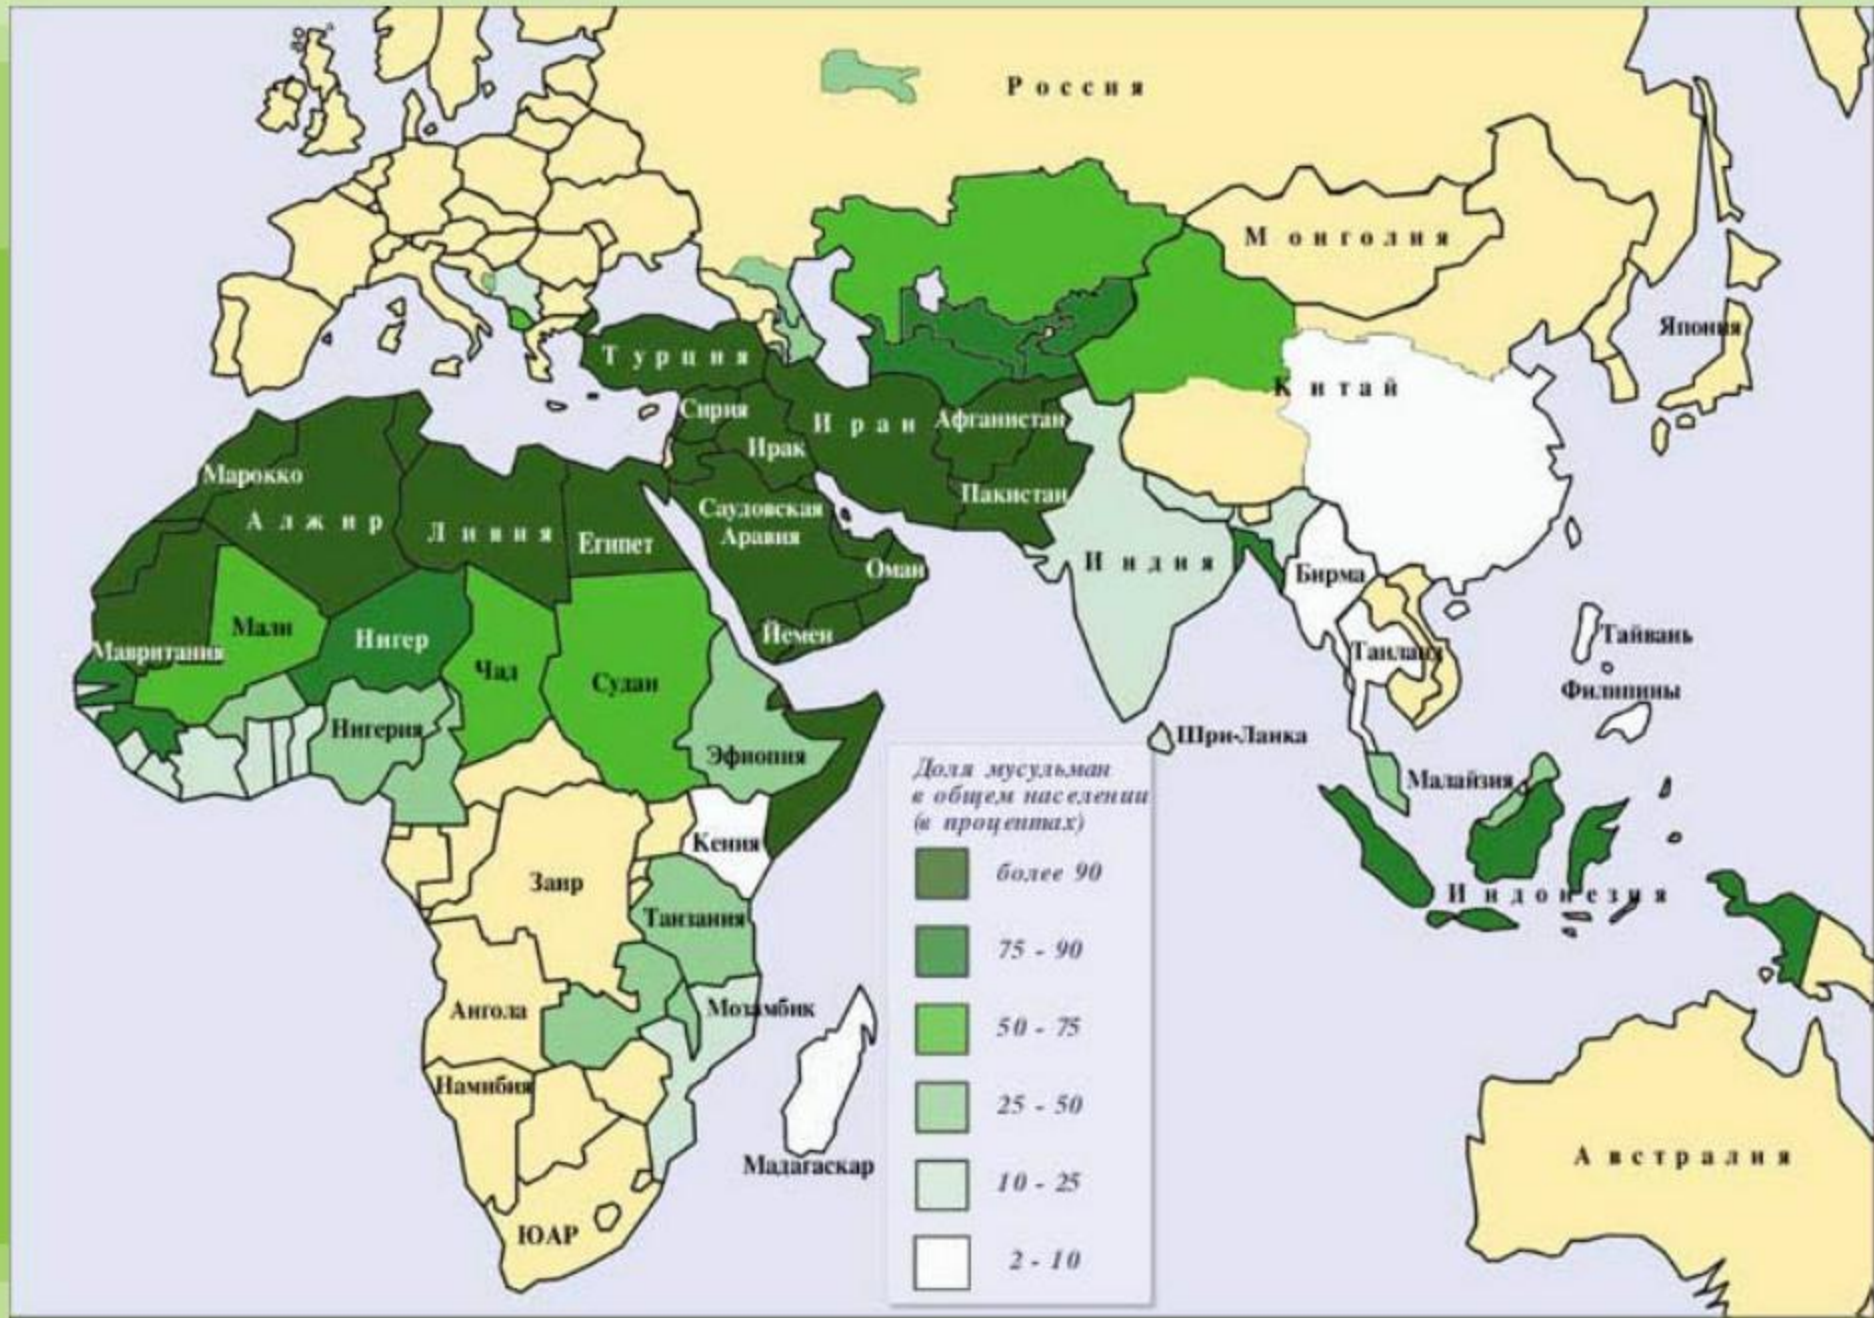 Россия
Монголия
Япония
Турция
Китай
Сирия
Иран
Афганистан
Ирак
Марокко
Пакистан
Саудовская
Аравия
Алжир
Ливия
Египет
Индия
Оман
Бирма
Мали
Нигер
Йемен
Тайвань
Мавритания
Таиланд
Чад
Судан
Филипины
Нигерия
Шри-Ланка
Эфиопия
Малайзия
Доля мусульман
в общем населении
(в процентах)
Кения
более 90
Заир
Индонезия
Танзания
75 - 90
Ангола
Мозамбик
50 - 75
Намибия
25 - 50
Мадагаскар
Австралия
10 - 25
ЮАР
2 - 10